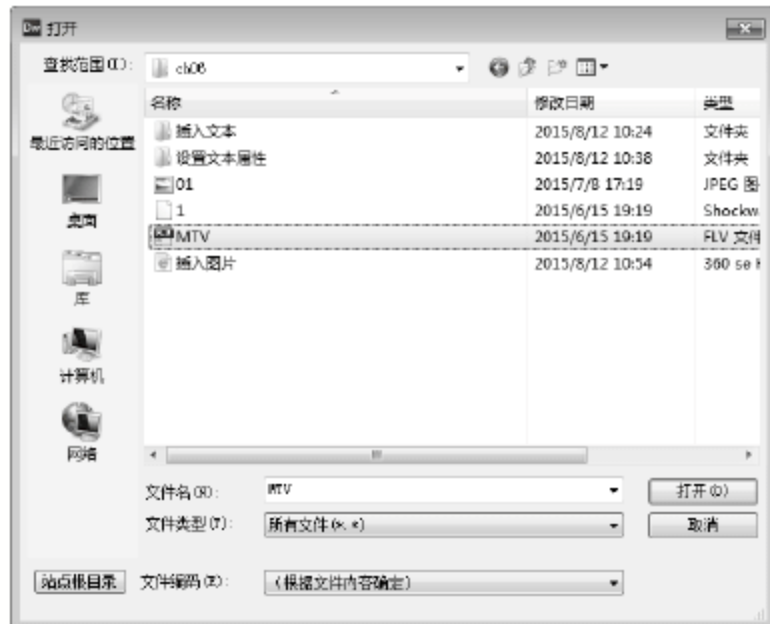 Dw 打开
查找范围(I): ch06
最近访问的位置
桌面
库
计算机
网络
名称 修改日期 类型
插入文本 2015/8/12 10:24 文件夹
设置文本属性 2015/8/12 10:38 文件夹
01 2015/7/8 17:19 JPEG 图
1 2015/6/15 19:19 Shockw
MTV 2015/6/15 19:19 FLV 文件
插入图片 2015/8/12 10:54 360 se
文件名(N): MTV 打开(O)
文件类型(T): 所有文件(*.*) 取消
站点根目录 文件编码(E): (根据文件内容确定)